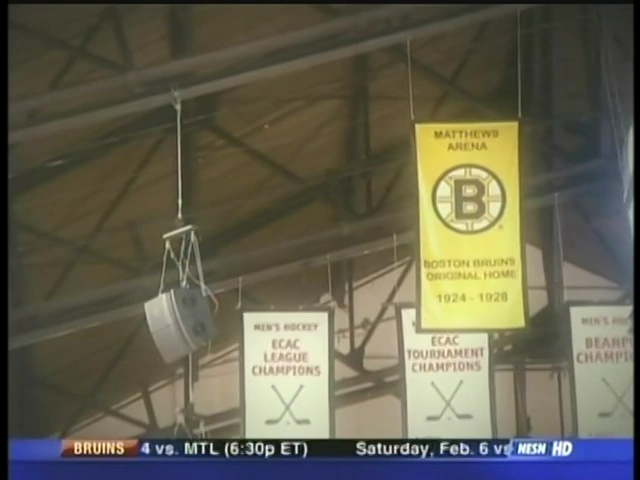 MATTHEWS
ARENA
B
BOSTON BRUINS
ORIGINAL HOME
1924 - 1928
MEN'S HOCKEY
ECAC
LEAGUE
CHAMPIONS
ECAC
TOURNAMENT
CHAMPIONS
MEN'S HOCK
BEANP
CHAMPI
BRUINS 4 vs. MTL (6:30p ET) Saturday, Feb. 6 vs NESN HD